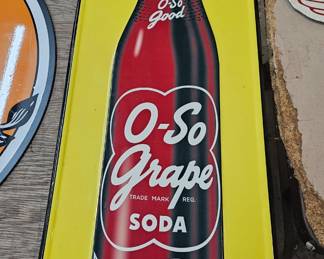 O-So
Good
O-So
Grape
TRADE MARK REG.
SODA